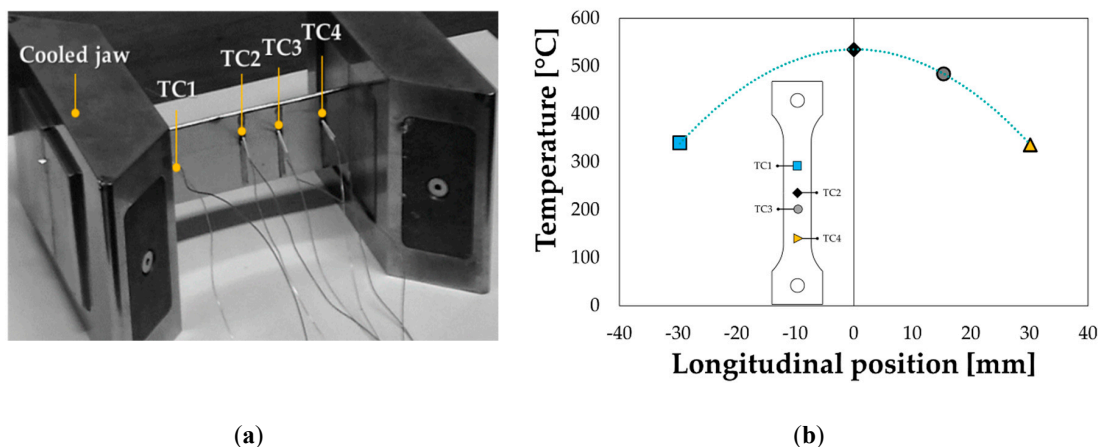 Cooled jaw
TC1
TC2
TC3
TC4
Temperature [°C]
600
500
400
300
200
100
0
TC1
TC2
TC3
TC4
-40
-30
-20
-10
0
10
20
30
40
Longitudinal position [mm]
(a)
(b)